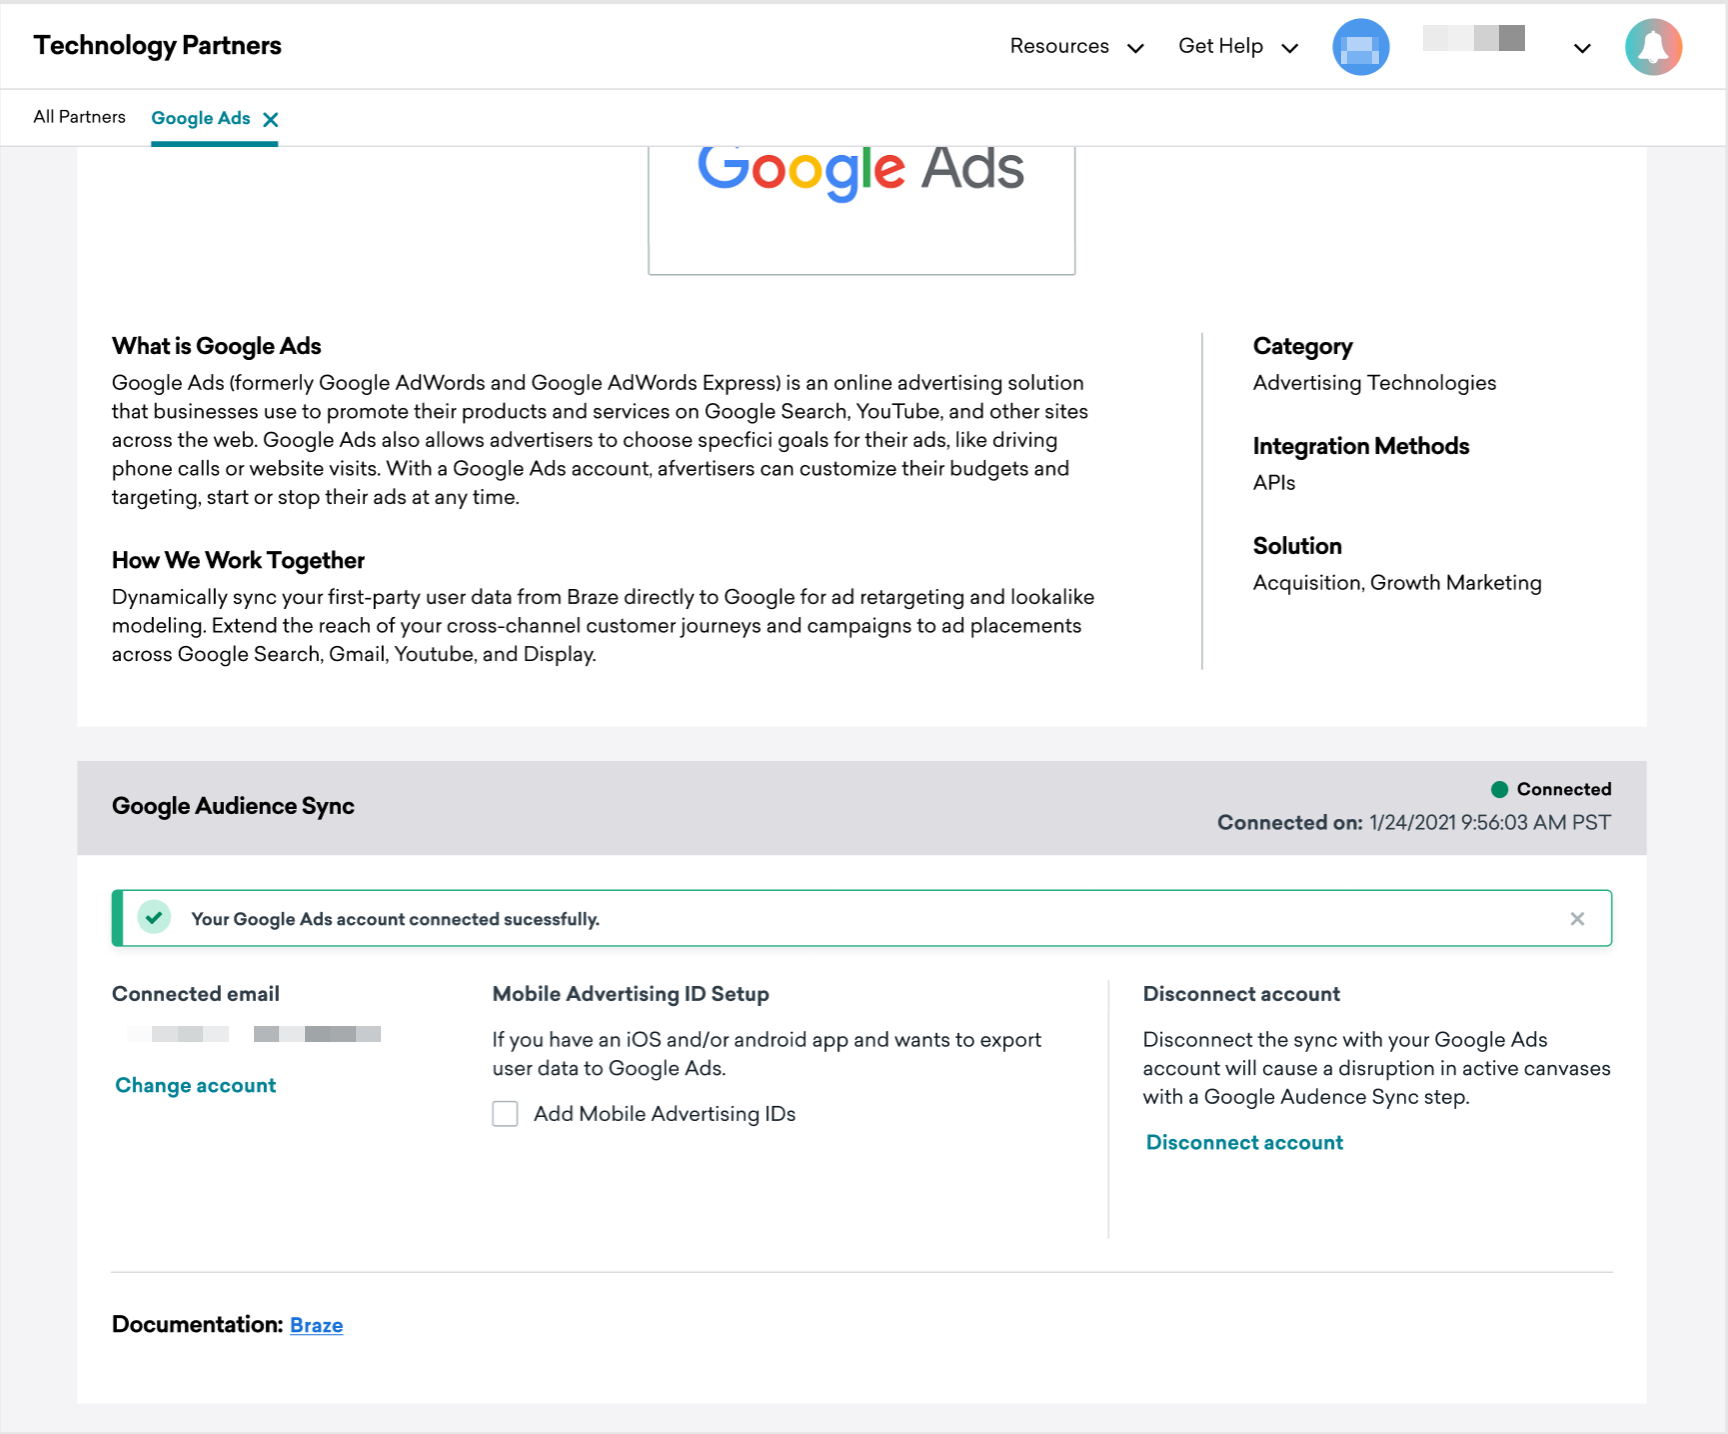 Technology Partners
Resources
Get Help
All Partners
Google Ads
Google Ads
What is Google Ads
Google Ads (formerly Google AdWords and Google AdWords Express) is an online advertising solution
that businesses use to promote their products and services on Google Search, YouTube, and other sites
across the web. Google Ads also allows advertisers to choose specfici goals for their ads, like driving
phone calls or website visits. With a Google Ads account, afvertisers can customize their budgets and
targeting, start or stop their ads at any time.
How We Work Together
Dynamically sync your first-party user data from Braze directly to Google for ad retargeting and lookalike
modeling. Extend the reach of your cross-channel customer journeys and campaigns to ad placements
across Google Search, Gmail, Youtube, and Display.
Category
Advertising Technologies
Integration Methods
APIs
Solution
Acquisition, Growth Marketing
Google Audience Sync
Connected
Connected on: 1/24/2021 9:56:03 AM PST
Your Google Ads account connected sucessfully.
Connected email
Change account
Mobile Advertising ID Setup
If you have an iOS and/or android app and wants to export
user data to Google Ads.
Add Mobile Advertising IDs
Disconnect account
Disconnect the sync with your Google Ads
account will cause a disruption in active canvases
with a Google Audence Sync step.
Disconnect account
Documentation: Braze